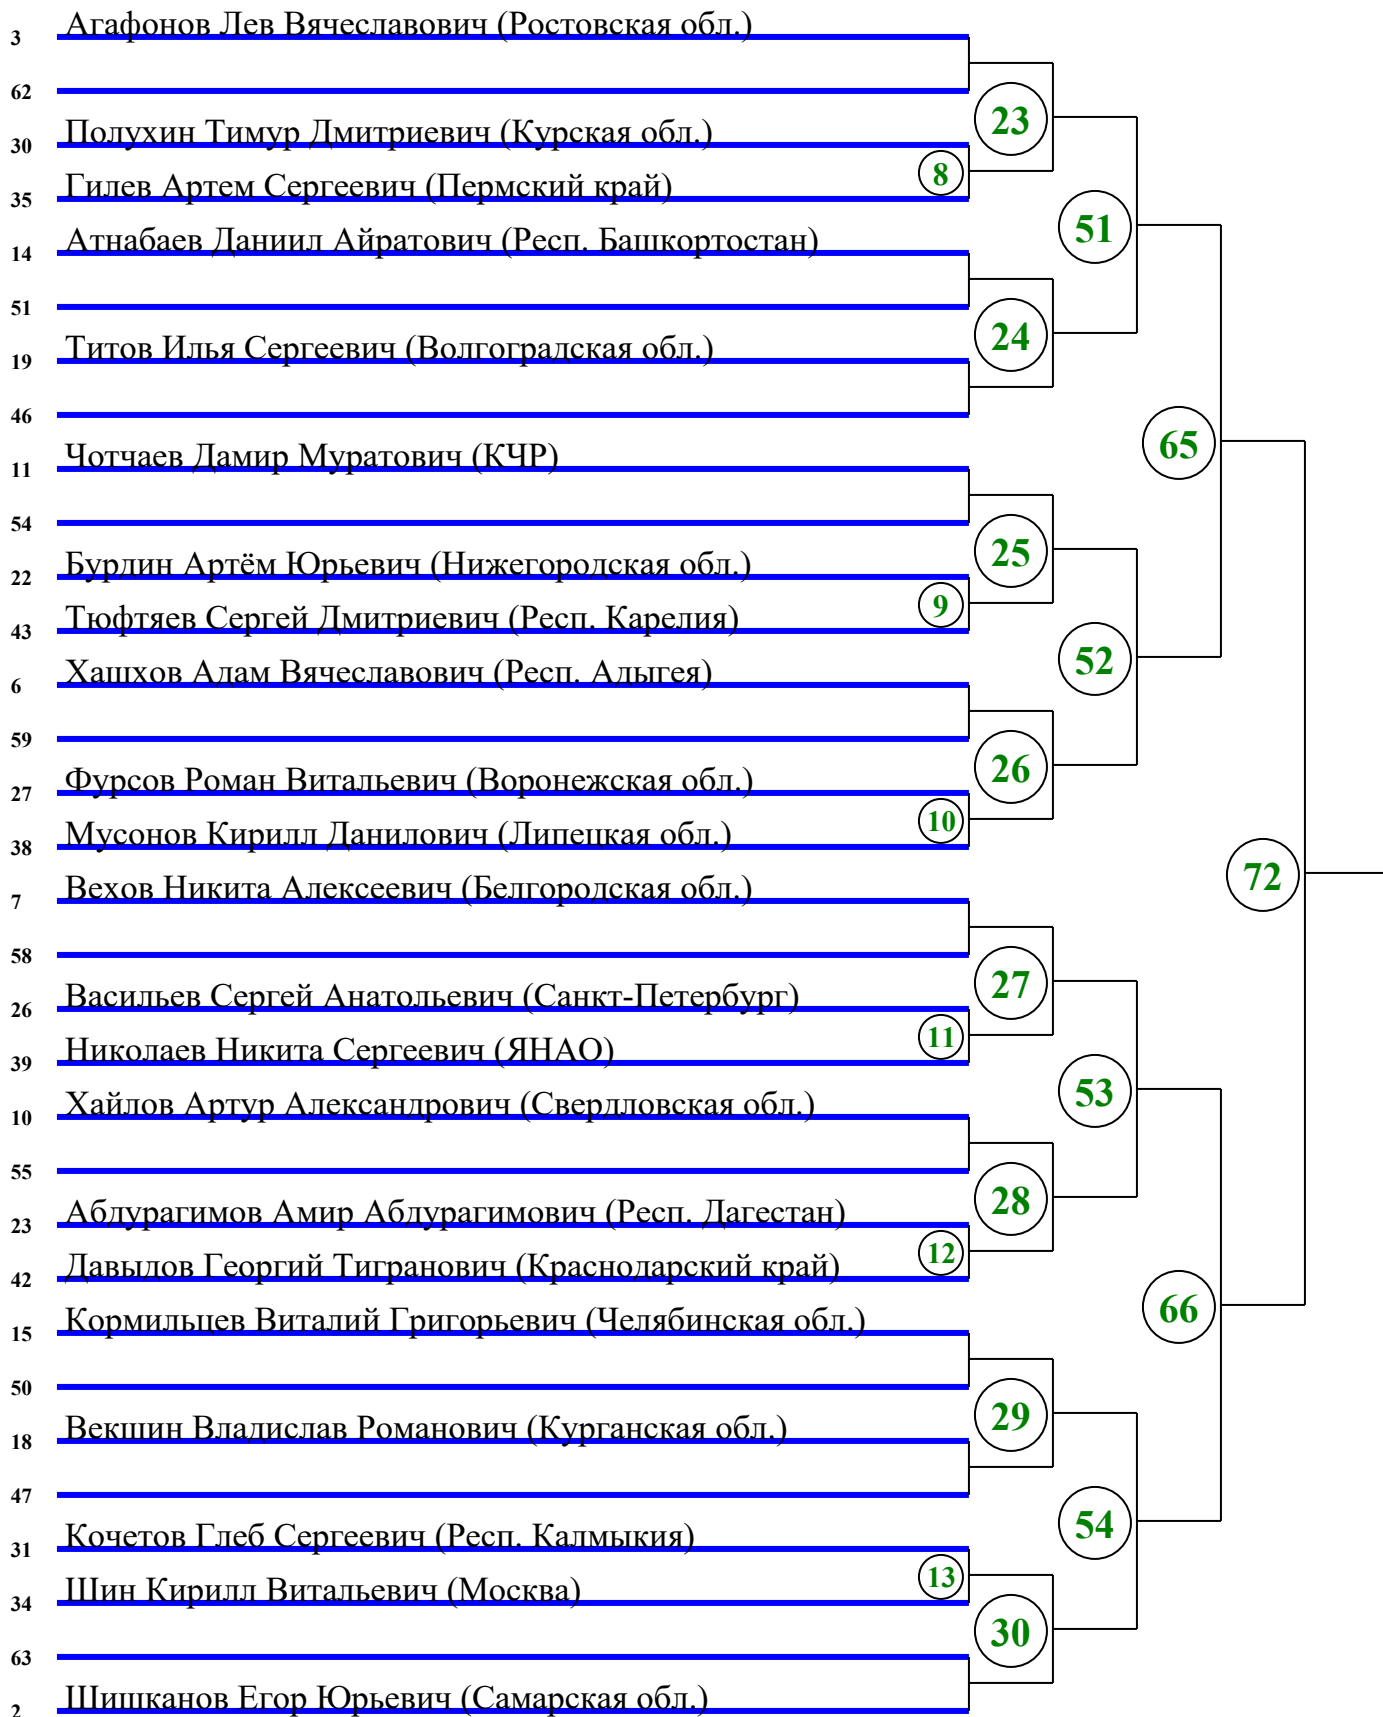 3 Агафонов Лев Вячеславович (Ростовская обл.)
62
23
30 Полухин Тимур Дмитриевич (Курская обл.)
8
35 Гилев Артем Сергеевич (Пермский край)
51
14 Атнабаев Даниил Айратович (Респ. Башкортостан)
51
24
19 Титов Илья Сергеевич (Волгоградская обл.)
46
65
11 Чотчаев Дамир Муратович (КЧР)
54
25
22 Бурдин Артём Юрьевич (Нижегородская обл.)
9
43 Тюфтяев Сергей Дмитриевич (Респ. Карелия)
52
6 Хашхов Адам Вячеславович (Респ. Адыгея)
59
26
27 Фурсов Роман Витальевич (Воронежская обл.)
10
38 Мусонов Кирилл Данилович (Липецкая обл.)
72
7 Вехов Никита Алексеевич (Белгородская обл.)
58
27
26 Васильев Сергей Анатольевич (Санкт-Петербург)
11
39 Николаев Никита Сергеевич (ЯНАО)
53
10 Хайлов Артур Александрович (Свердловская обл.)
55
28
23 Абдурагимов Амир Абдурагимович (Респ. Дагестан)
12
42 Давыдов Георгий Тигранович (Краснодарский край)
66
15 Кормильцев Виталий Григорьевич (Челябинская обл.)
50
29
18 Векшин Владислав Романович (Курганская обл.)
47
54
31 Кочетов Глеб Сергеевич (Респ. Калмыкия)
13
34 Шин Кирилл Витальевич (Москва)
30
63
2 Шишканов Егор Юрьевич (Самарская обл.)